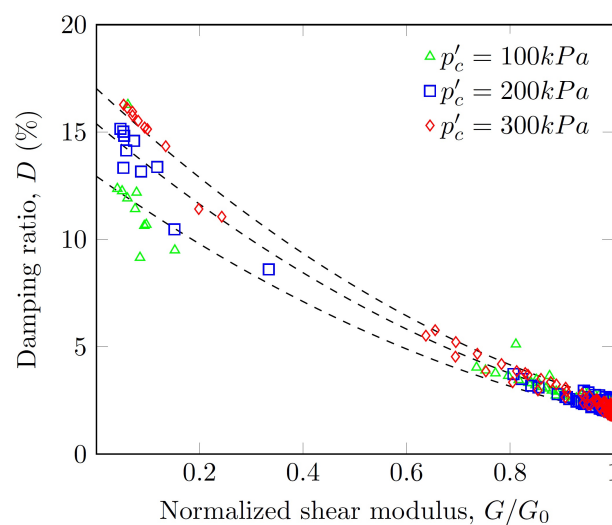 20
15
10
5
0
0.2
0.4
0.6
0.8
1
Damping ratio, D (%)
Normalized shear modulus, G/G₀
p′c = 100kPa
p′c = 200kPa
p′c = 300kPa